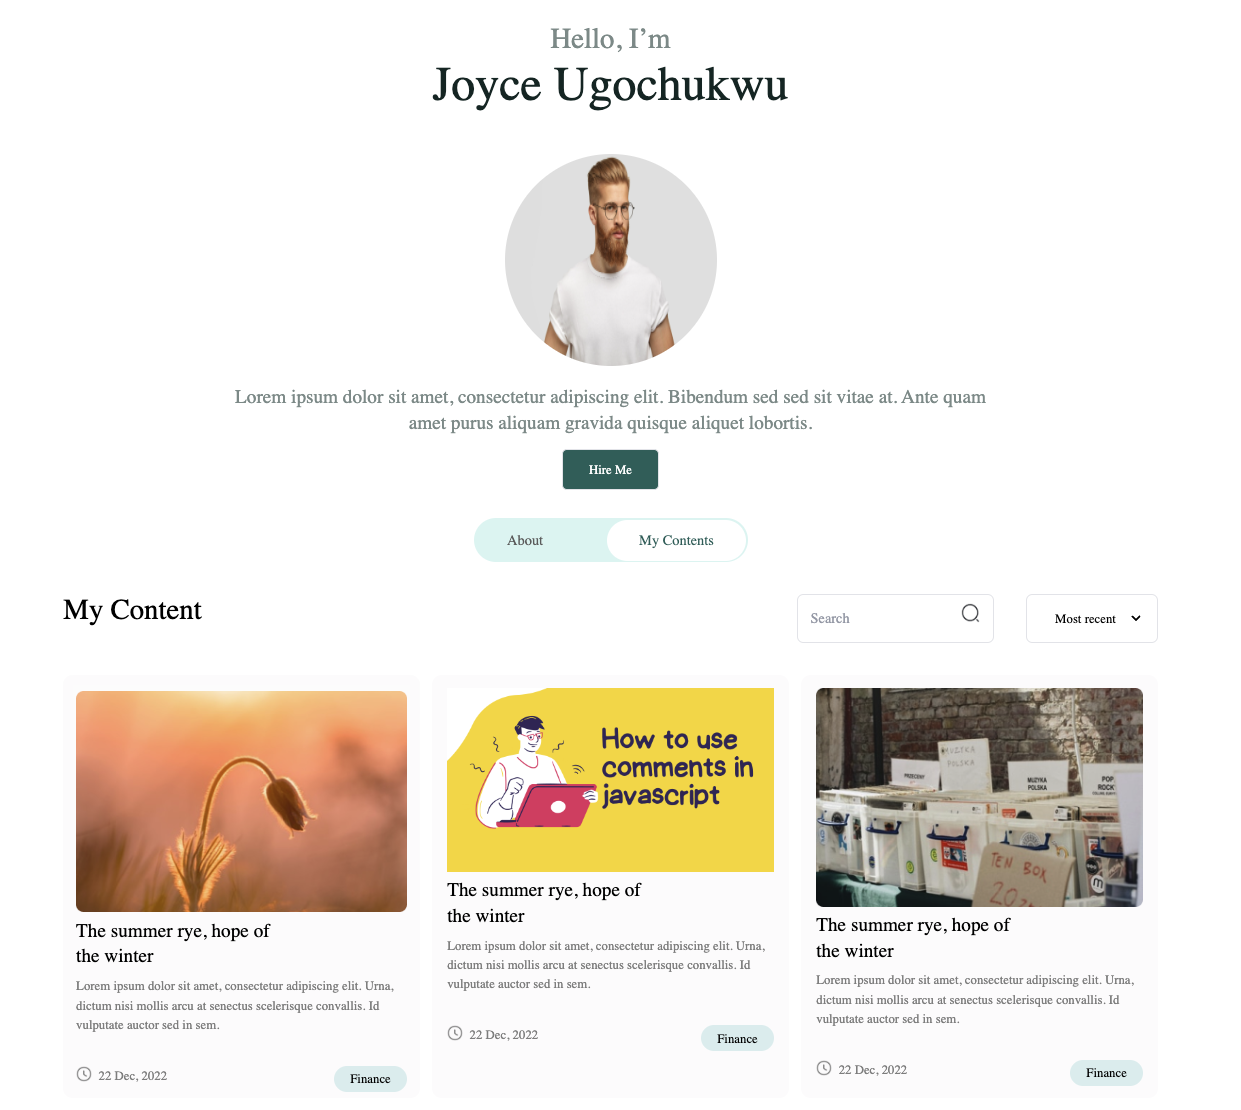 Hello, I’m
Joyce Ugochukwu
Lorem ipsum dolor sit amet, consectetur adipiscing elit. Bibendum sed sed sit vitae at. Ante quam
amet purus aliquam gravida quisque aliquet lobortis.
Hire Me
About
My Contents
My Content
Search
Most recent
How to use
comments in
javascript
MUZYKA
POLSKA
PRZECENY
MUZYKA
POLSKA
POP
ROCK
TEN BOX
20
The summer rye, hope of
the winter
Lorem ipsum dolor sit amet, consectetur adipiscing elit. Urna,
dictum nisi mollis arcu at senectus scelerisque convallis. Id
vulputate auctor sed in sem.
22 Dec, 2022
Finance
The summer rye, hope of
the winter
Lorem ipsum dolor sit amet, consectetur adipiscing elit. Urna,
dictum nisi mollis arcu at senectus scelerisque convallis. Id
vulputate auctor sed in sem.
22 Dec, 2022
Finance
The summer rye, hope of
the winter
Lorem ipsum dolor sit amet, consectetur adipiscing elit. Urna,
dictum nisi mollis arcu at senectus scelerisque convallis. Id
vulputate auctor sed in sem.
22 Dec, 2022
Finance